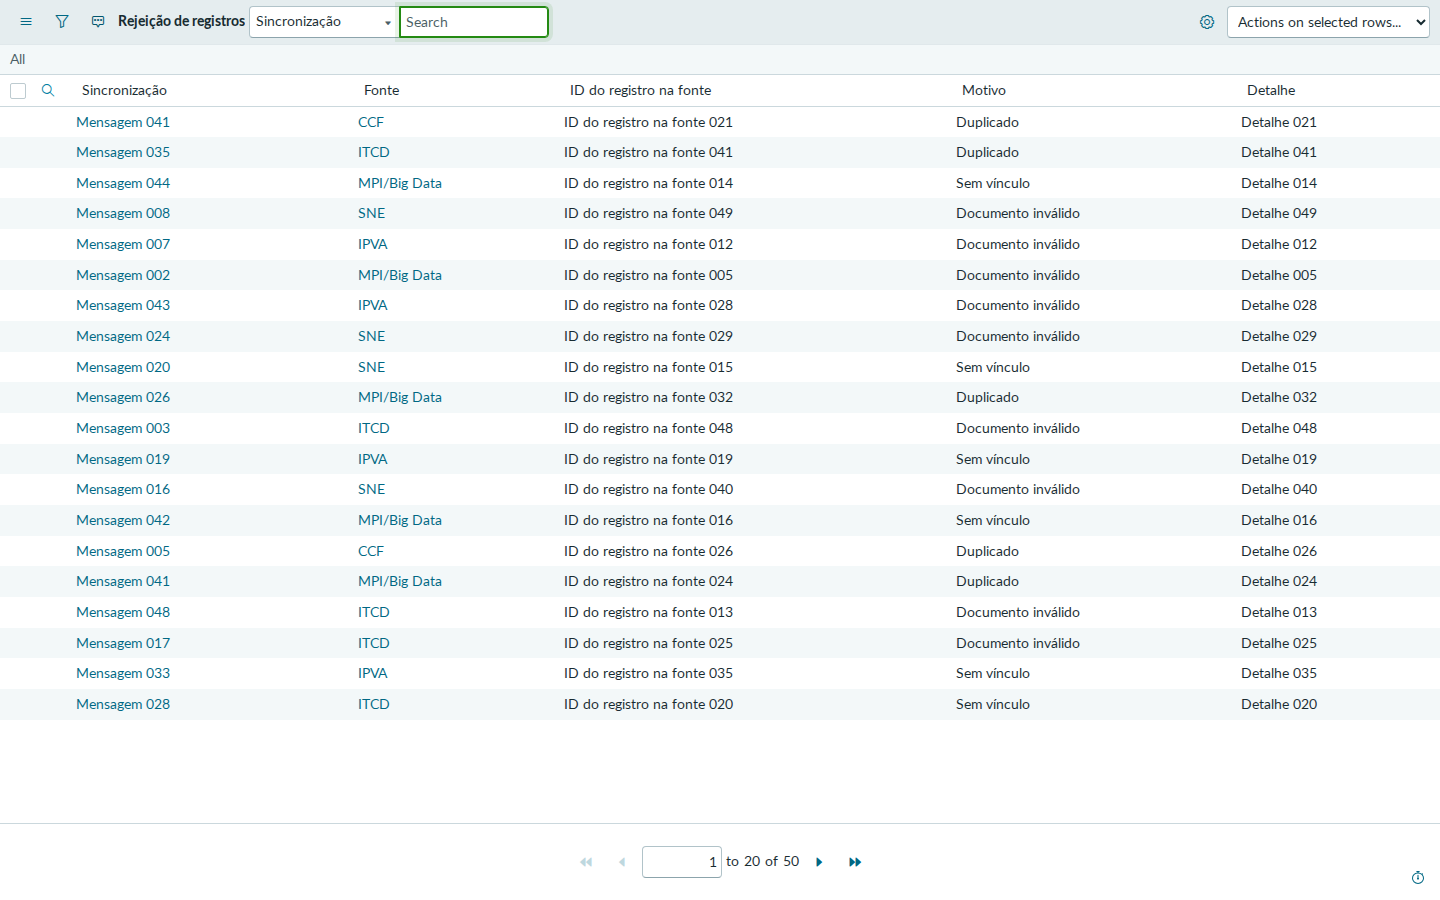 Rejeição de registros Sincronização Search Actions on selected rows...
All
Sincronização Fonte ID do registro na fonte Motivo Detalhe
Mensagem 041 CCF ID do registro na fonte 021 Duplicado Detalhe 021
Mensagem 035 ITCD ID do registro na fonte 041 Duplicado Detalhe 041
Mensagem 044 MPI/Big Data ID do registro na fonte 014 Sem vínculo Detalhe 014
Mensagem 008 SNE ID do registro na fonte 049 Documento inválido Detalhe 049
Mensagem 007 IPVA ID do registro na fonte 012 Documento inválido Detalhe 012
Mensagem 002 MPI/Big Data ID do registro na fonte 005 Documento inválido Detalhe 005
Mensagem 043 IPVA ID do registro na fonte 028 Documento inválido Detalhe 028
Mensagem 024 SNE ID do registro na fonte 029 Documento inválido Detalhe 029
Mensagem 020 SNE ID do registro na fonte 015 Sem vínculo Detalhe 015
Mensagem 026 MPI/Big Data ID do registro na fonte 032 Duplicado Detalhe 032
Mensagem 003 ITCD ID do registro na fonte 048 Documento inválido Detalhe 048
Mensagem 019 IPVA ID do registro na fonte 019 Sem vínculo Detalhe 019
Mensagem 016 SNE ID do registro na fonte 040 Documento inválido Detalhe 040
Mensagem 042 MPI/Big Data ID do registro na fonte 016 Sem vínculo Detalhe 016
Mensagem 005 CCF ID do registro na fonte 026 Duplicado Detalhe 026
Mensagem 041 MPI/Big Data ID do registro na fonte 024 Duplicado Detalhe 024
Mensagem 048 ITCD ID do registro na fonte 013 Documento inválido Detalhe 013
Mensagem 017 ITCD ID do registro na fonte 025 Documento inválido Detalhe 025
Mensagem 033 IPVA ID do registro na fonte 035 Sem vínculo Detalhe 035
Mensagem 028 ITCD ID do registro na fonte 020 Sem vínculo Detalhe 020
1 to 20 of 50